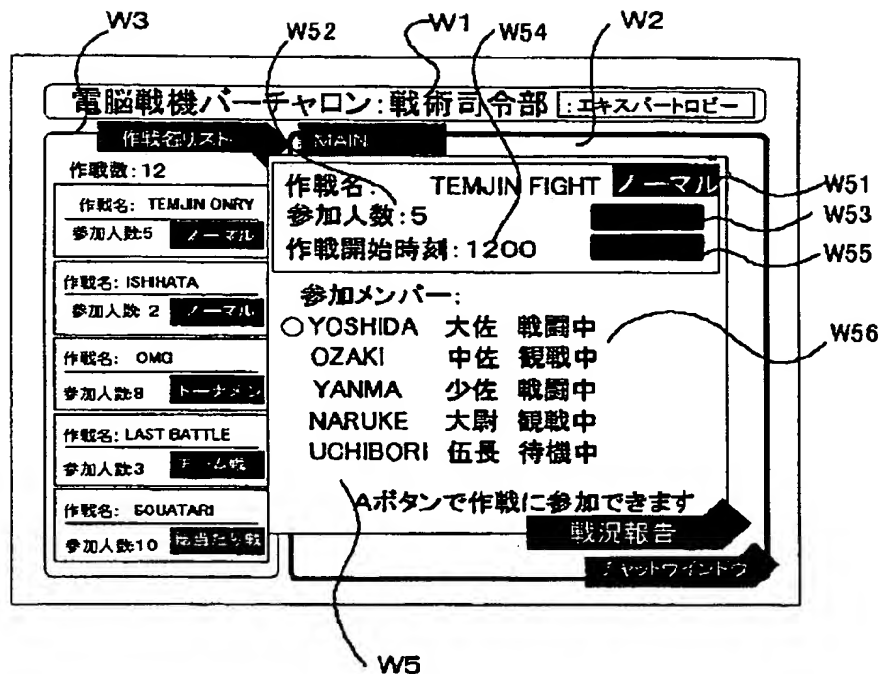 W3
W52
W1
W54
W2
電脳戦機バーチャロン:戦術司令部 :エキスパートロビー
作戦名リスト
MAIN
作戦数:12
作戦名: TEMJIN ONRY
参加人数:5 ノーマル
作戦名: ISHIHATA
参加人数: 2 ノーマル
作戦名: OMG
参加人数:8 トーナメン
作戦名: LAST BATTLE
参加人数:3 チーム戦
作戦名: SOUATARI
参加人数:10 総当たり戦
作戦名: TEMJIN FIGHT ノーマル
参加人数:5
作戦開始時刻:1200
参加メンバー:
○YOSHIDA 大佐 戦闘中
OZAKI 中佐 観戦中
YANMA 少佐 戦闘中
NARUKE 大尉 観戦中
UCHIBORI 伍長 待機中
Aボタンで作戦に参加できます
戦況報告
チャットウインドウ
W51
W53
W55
W56
W5